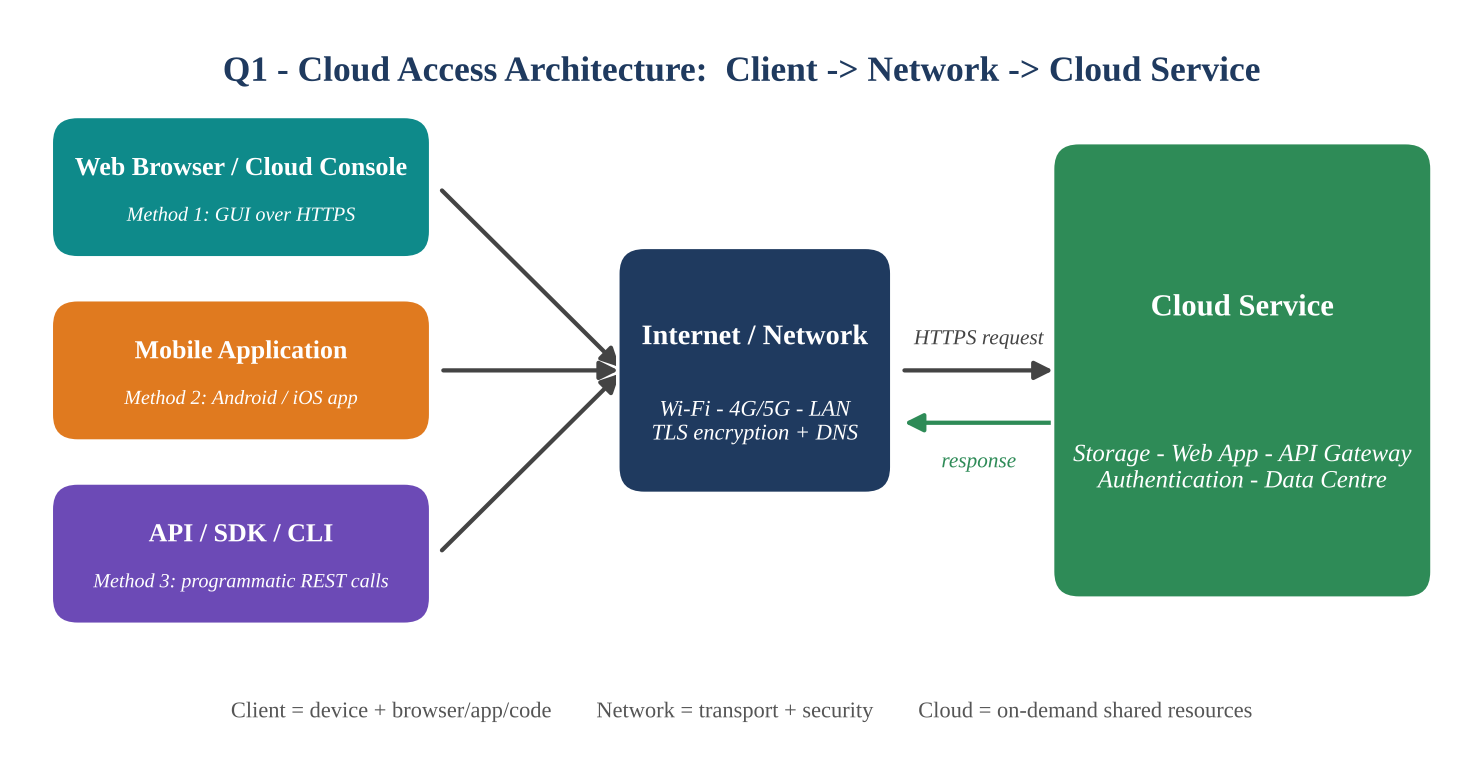 Q1 - Cloud Access Architecture:  Client -> Network -> Cloud Service
Web Browser / Cloud Console
Method 1: GUI over HTTPS
Mobile Application
Method 2: Android / iOS app
API / SDK / CLI
Method 3: programmatic REST calls
Internet / Network
Wi-Fi - 4G/5G - LAN
TLS encryption + DNS
HTTPS request
response
Cloud Service
Storage - Web App - API Gateway
Authentication - Data Centre
Client = device + browser/app/code  Network = transport + security  Cloud = on-demand shared resources